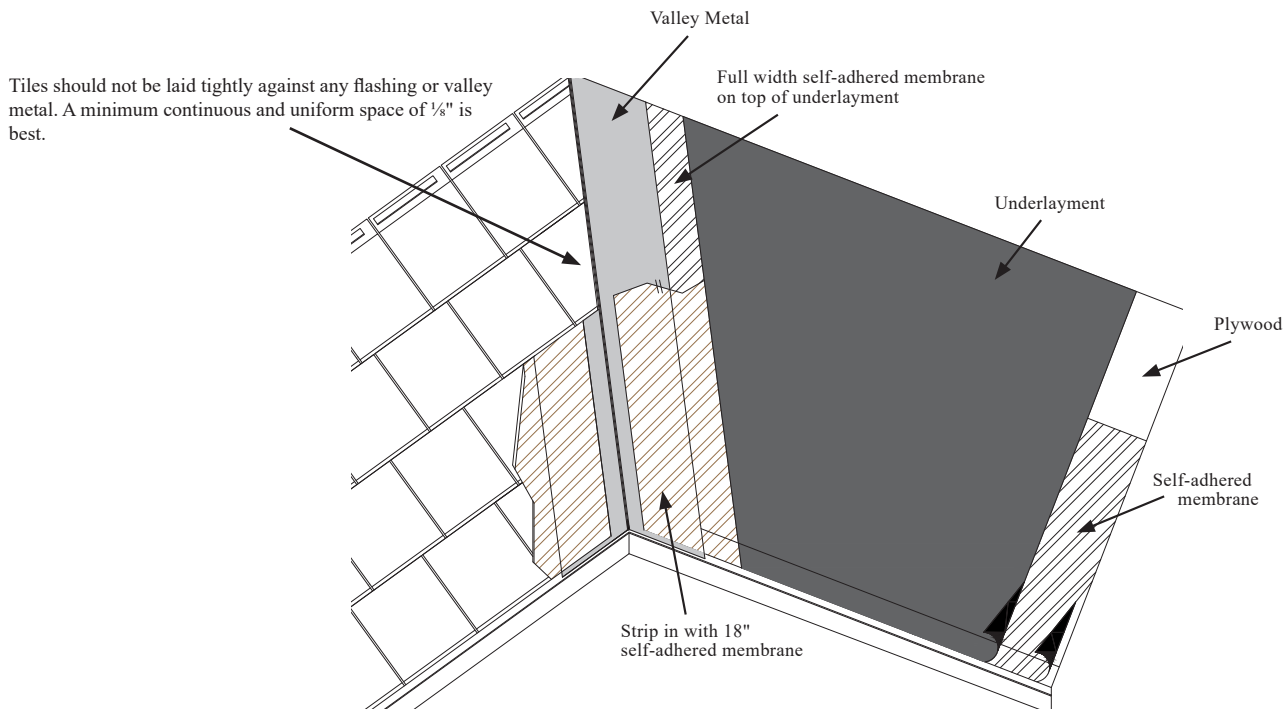 Valley Metal
Tiles should not be laid tightly against any flashing or valley
metal. A minimum continuous and uniform space of ⅛" is
best.
Full width self-adhered membrane
on top of underlayment
Underlayment
Plywood
Self-adhered
membrane
Strip in with 18"
self-adhered membrane